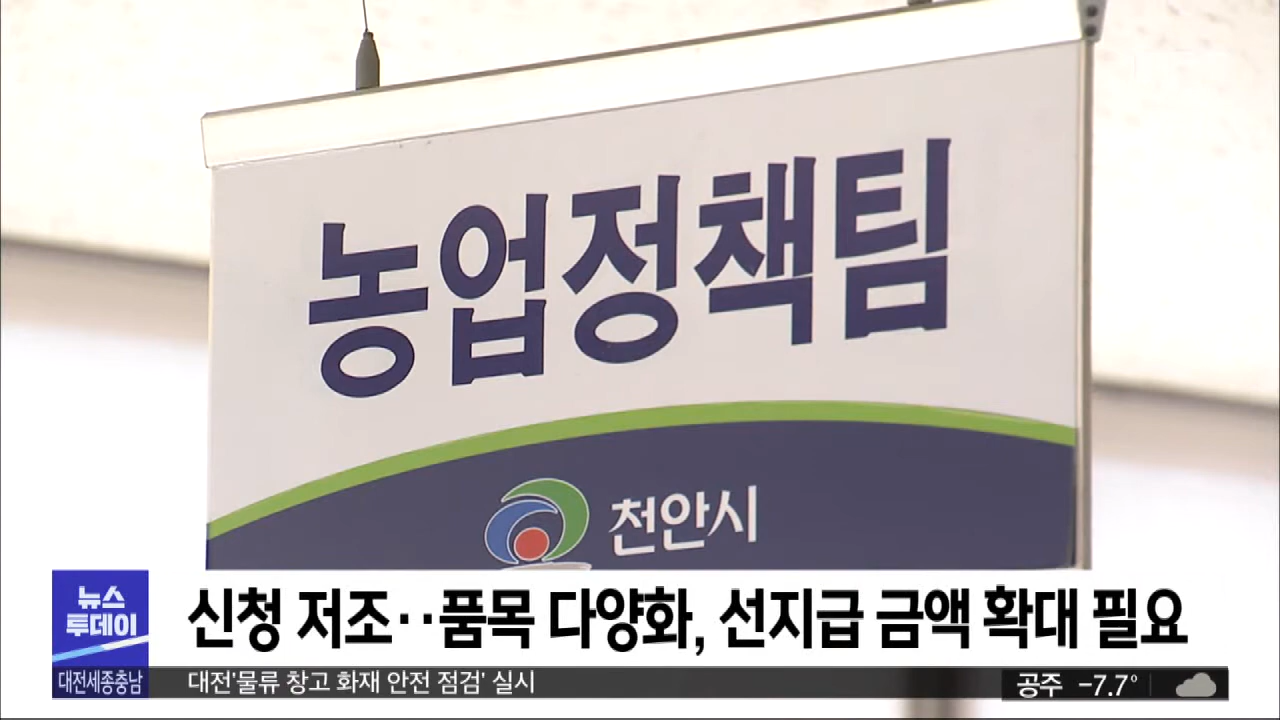 농업정책팀
천안시
뉴스
투데이
대전세종충남
신청 저조‥품목 다양화, 선지급 금액 확대 필요
대전'물류 창고 화재 안전 점검' 실시
공주 -7.7°